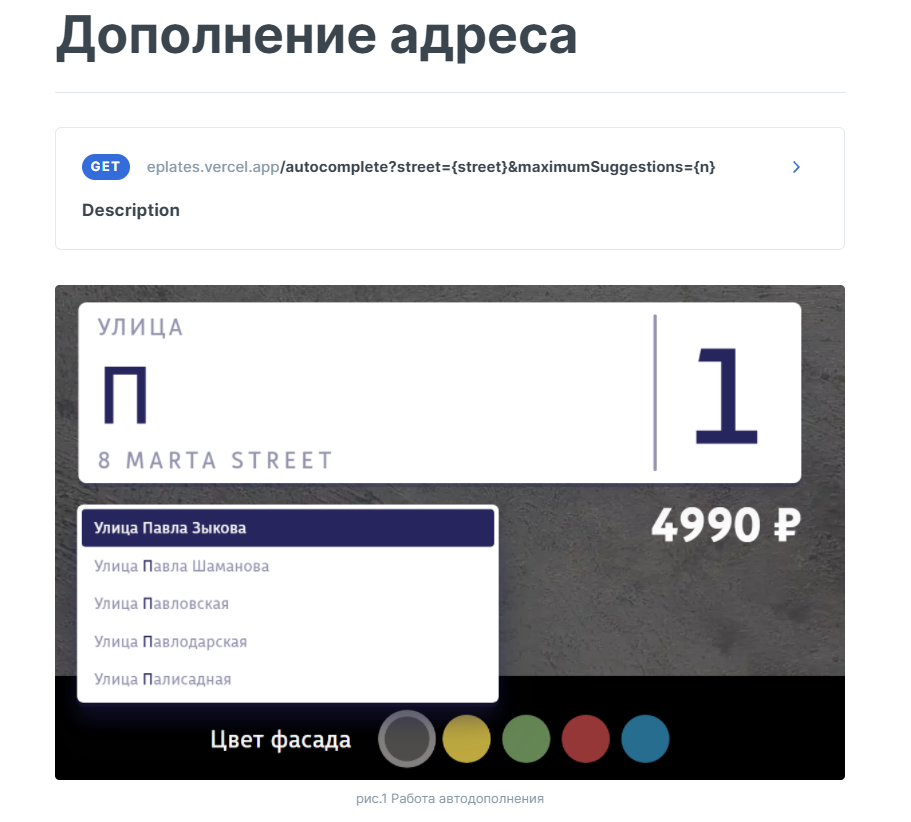 Дополнение адреса
GET eplates.vercel.app/autocomplete?street={street}&maximumSuggestions={n}
Description
УЛИЦА
П
8 MARTA STREET
1
4990 ₽
Улица Павла Зыкова
Улица Павла Шаманова
Улица Павловская
Улица Павлодарская
Улица Палисадная
Цвет фасада
рис.1 Работа автодополнения